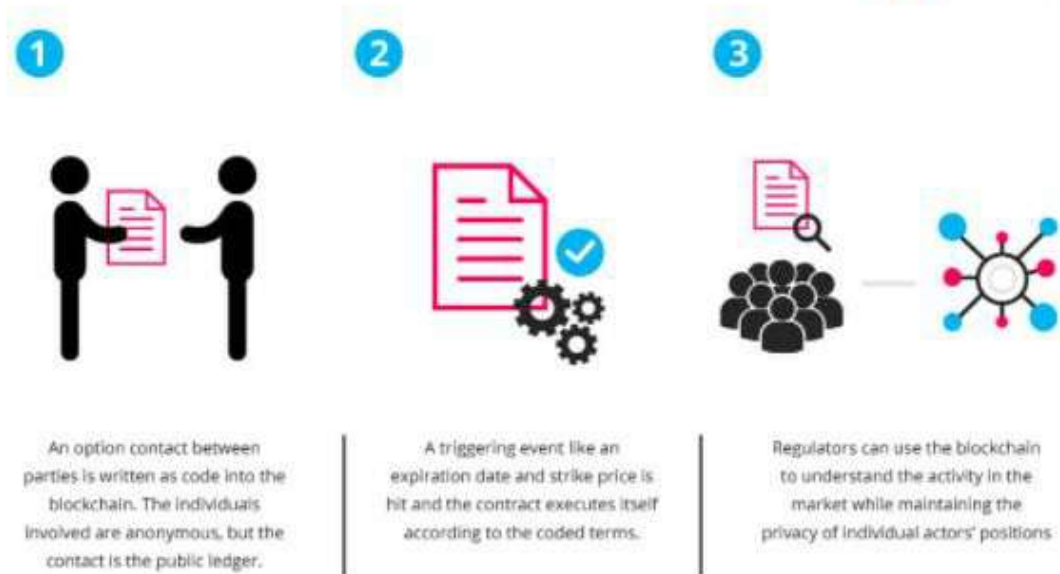 1
2
3
An option contact between
parties is written as code into the
blockchain. The individuals
involved are anonymous, but the
contact is the public ledger.
A triggering event like an
expiration date and strike price is
hit and the contract executes itself
according to the coded terms.
Regulators can use the blockchain
to understand the activity in the
market while maintaining the
privacy of individual actors' positions